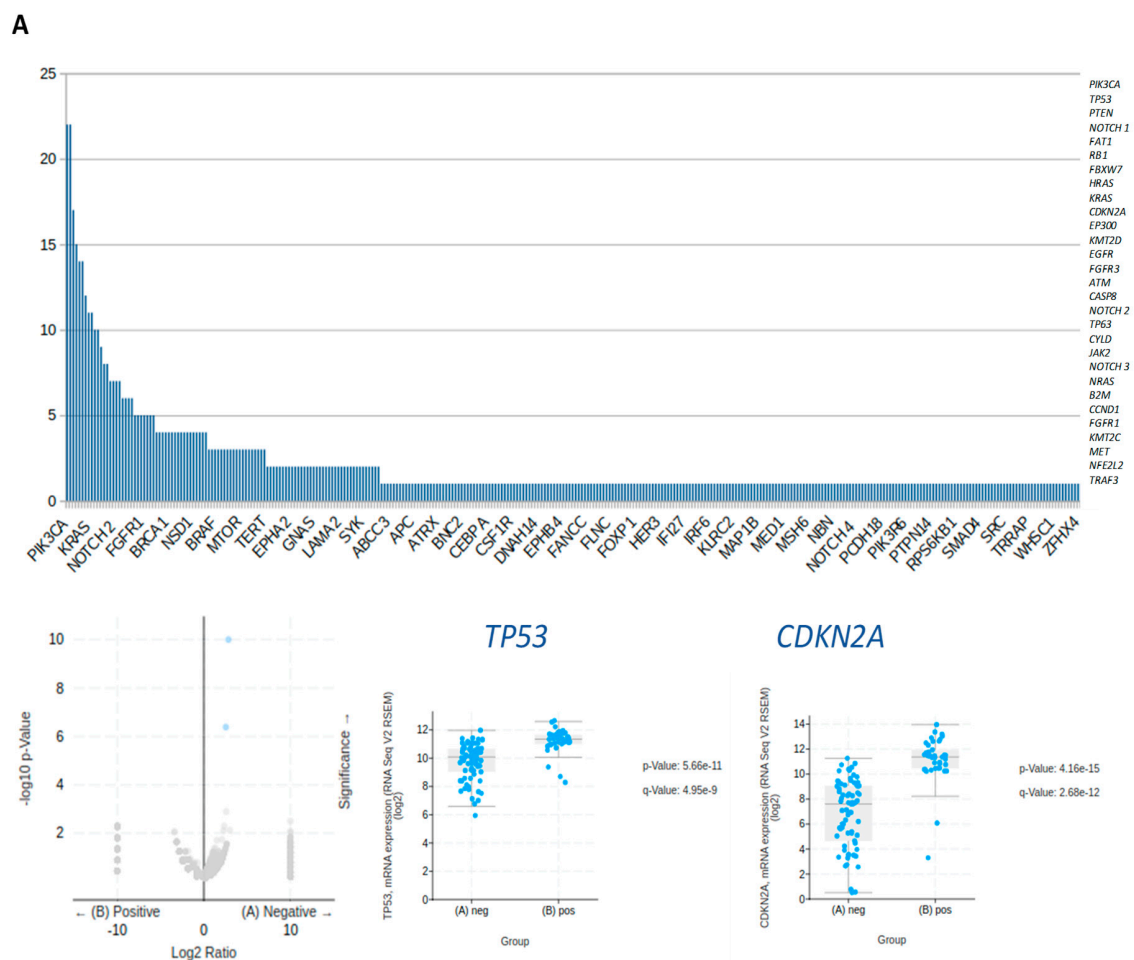 A
25
20
15
10
5
0
PIK3CA
KRAS
NOTCH2
FGFR1
BRCA1
NSD1
BRAF
MTOR
TERT
EPHA2
GNAS
LAMA2
SYK
ABCC3
APC
ATRX
BNC2
CEBPA
CSF1R
DNAH14
EPHB4
FANCC
FLNC
FOXP1
HER3
IFI27
IRF6
KLRC2
MAP1B
MED1
MSH6
NBN
NOTCH4
PCDH18
PIK3R6
PTPN14
RPS6KB1
SMAD4
SRC
TRRAP
WHSC1
ZFHX4
PIK3CA
TP53
PTEN
NOTCH 1
FAT1
RB1
FBXW7
HRAS
KRAS
CDKN2A
EP300
KMT2D
EGFR
FGFR3
ATM
CASP8
NOTCH 2
TP63
CYLD
JAK2
NOTCH 3
NRAS
B2M
CCND1
FGFR1
KMT2C
MET
NFE2L2
TRAF3
-log10 p-Value
10
8
6
4
2
Significance →
← (B) Positive
(A) Negative →
-10
0
10
Log2 Ratio
TP53
TP53, mRNA expression (RNA Seq V2 RSEM)
(log2)
12
10
8
6
4
2
0
(A) neg
(B) pos
Group
p-Value: 5.66e-11
q-Value: 4.95e-9
CDKN2A
CDKN2A, mRNA expression (RNA Seq V2 RSEM)
(log2)
14
12
10
8
6
4
2
0
(A) neg
(B) pos
Group
p-Value: 4.16e-15
q-Value: 2.68e-12